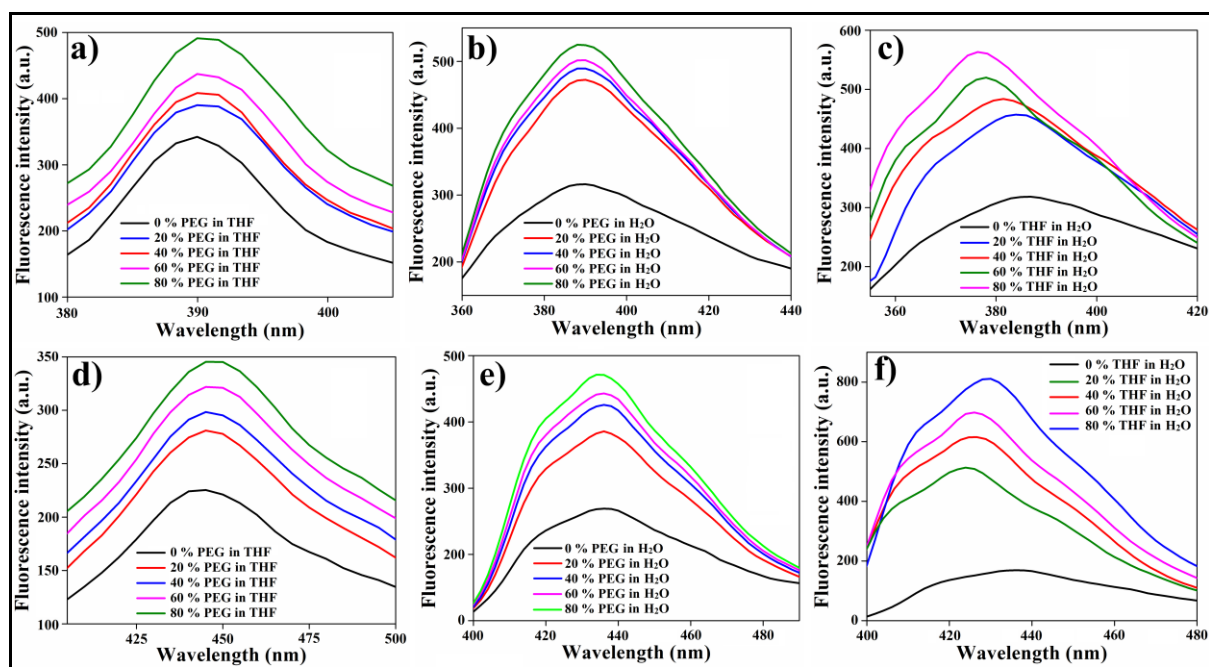 a)
Fluorescence intensity (a.u.)
500
400
300
200
100
0 % PEG in THF
20 % PEG in THF
40 % PEG in THF
60 % PEG in THF
80 % PEG in THF
380
390
400
Wavelength (nm)
b)
Fluorescence intensity (a.u.)
500
400
300
200
0 % PEG in H₂O
20 % PEG in H₂O
40 % PEG in H₂O
60 % PEG in H₂O
80 % PEG in H₂O
360
380
400
420
440
Wavelength (nm)
c)
Fluorescence intensity (a.u.)
600
500
400
300
200
0 % THF in H₂O
20 % THF in H₂O
40 % THF in H₂O
60 % THF in H₂O
80 % THF in H₂O
360
380
400
420
Wavelength (nm)
d)
Fluorescence intensity (a.u.)
350
300
250
200
150
100
0 % PEG in THF
20 % PEG in THF
40 % PEG in THF
60 % PEG in THF
80 % PEG in THF
425
450
475
500
Wavelength (nm)
e)
Fluorescence intensity (a.u.)
500
400
300
200
100
0
0 % PEG in H₂O
20 % PEG in H₂O
40 % PEG in H₂O
60 % PEG in H₂O
80 % PEG in H₂O
400
420
440
460
480
Wavelength (nm)
f)
Fluorescence intensity (a.u.)
800
600
400
200
0
0 % THF in H₂O
20 % THF in H₂O
40 % THF in H₂O
60 % THF in H₂O
80 % THF in H₂O
400
420
440
460
480
Wavelength (nm)